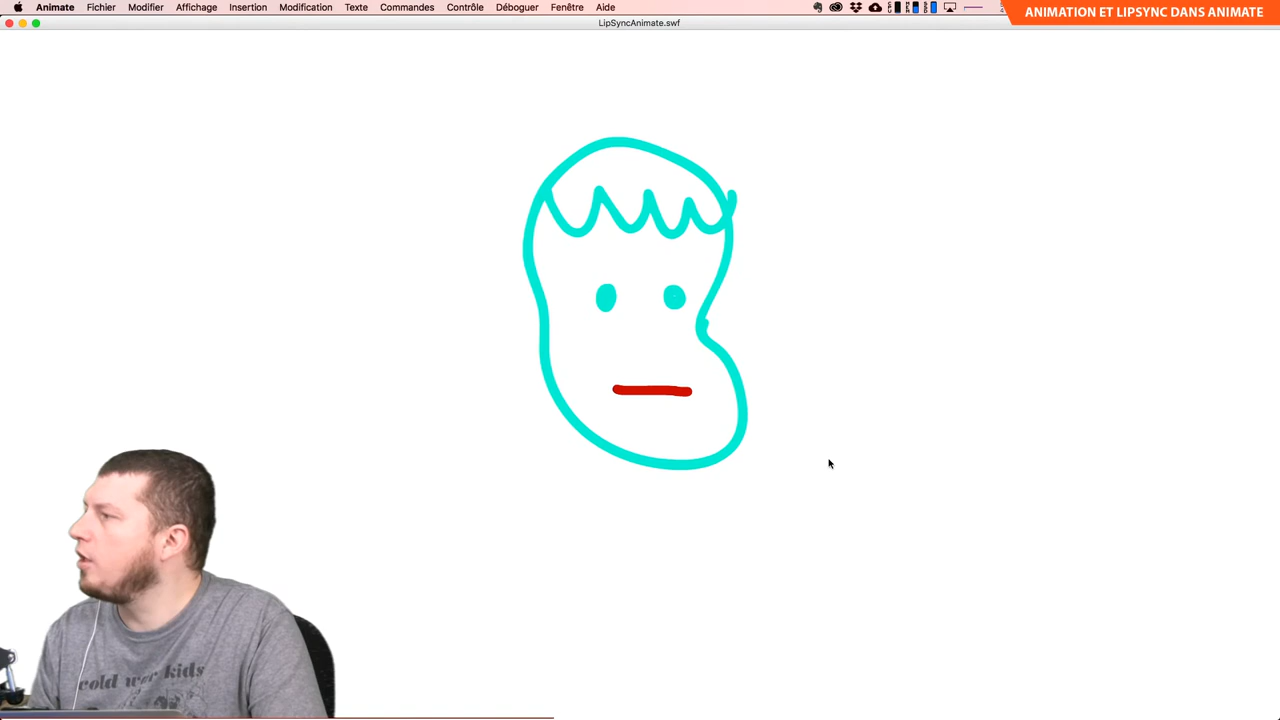 Animate Fichier Modifier Affichage Insertion Modification Texte Commandes Contrôle Déboguer Fenêtre Aide
ANIMATION ET LIPSYNC DANS ANIMATE
LipSyncAnimate.swf
cold war kids